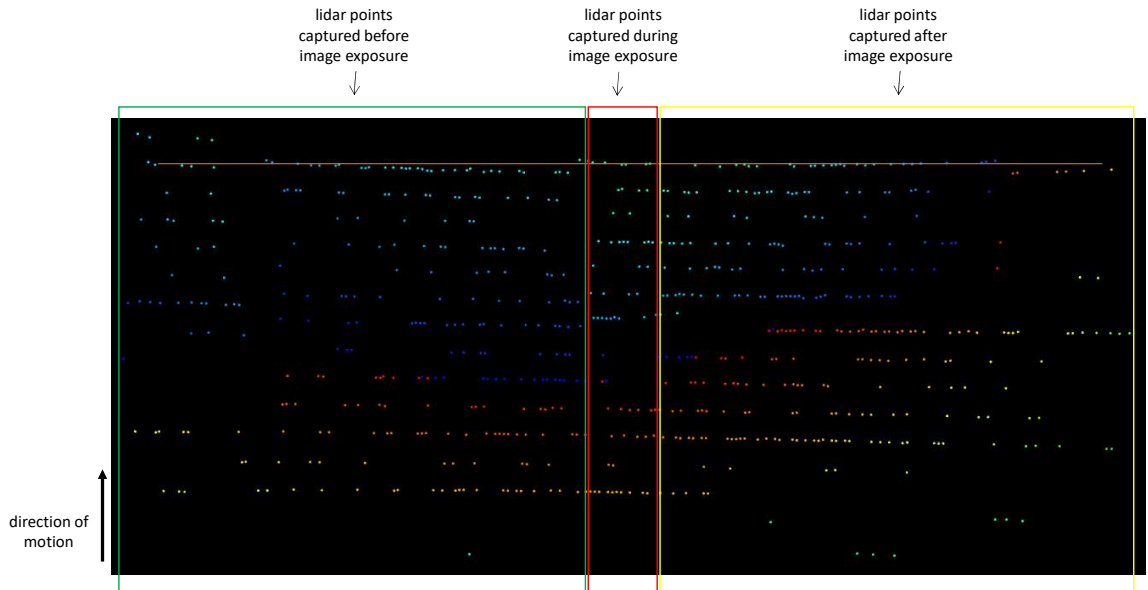 lidar points
captured before
image exposure
lidar points
captured during
image exposure
lidar points
captured after
image exposure
direction of
motion